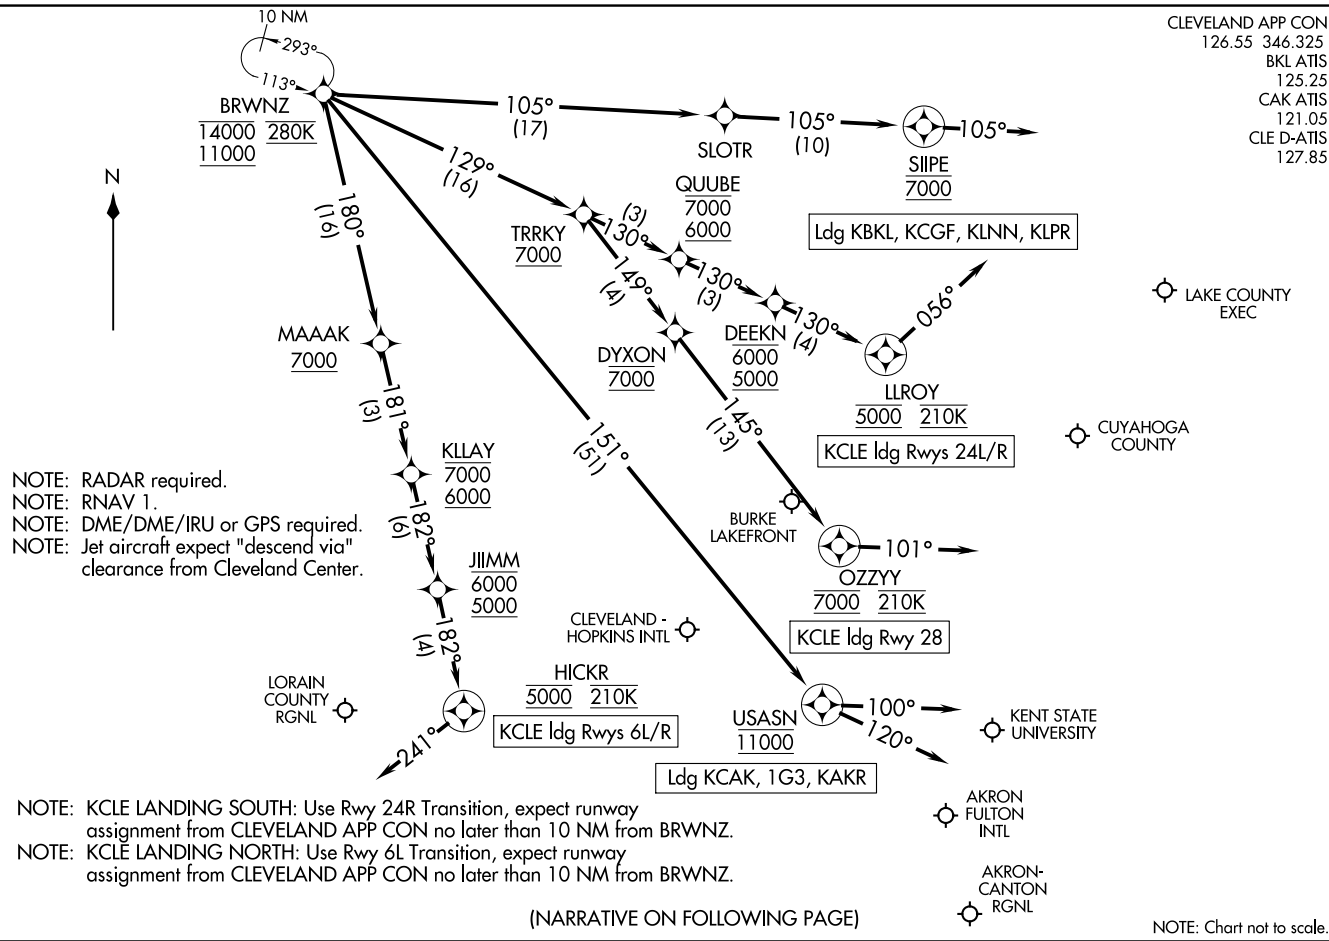 10 NM
293°
113°
BRWNZ
14000 280K
11000
105°
(17)
SLOTR
105°
(10)
SIIPE
7000
105°
Ldg KBKL, KCGF, KLNN, KLPR
CLEVELAND APP CON
126.55 346.325
BKL ATIS
125.25
CAK ATIS
121.05
CLE D-ATIS
127.85
N
129°
(16)
TRRKY
7000
(3)
130°
QUUBE
7000
6000
130°
(3)
DEEKN
6000
5000
130°
(4)
LLROY
5000 210K
KCLE ldg Rwys 24L/R
056°
149°
(4)
DYXON
7000
145°
(13)
OZZYY
7000 210K
KCLE ldg Rwy 28
101°
151°
(51)
USASN
11000
Ldg KCAK, 1G3, KAKR
100°
120°
180°
(16)
MAAAK
7000
181°
(3)
KLLAY
7000
6000
182°
(6)
JIIMM
6000
5000
182°
(4)
HICKR
5000 210K
KCLE ldg Rwys 6L/R
241°
LAKE COUNTY
EXEC
CUYAHOGA
COUNTY
BURKE
LAKEFRONT
CLEVELAND -
HOPKINS INTL
LORAIN
COUNTY
RGNL
KENT STATE
UNIVERSITY
AKRON
FULTON
INTL
AKRON-
CANTON
RGNL
NOTE: RADAR required.
NOTE: RNAV 1.
NOTE: DME/DME/IRU or GPS required.
NOTE: Jet aircraft expect "descend via"
clearance from Cleveland Center.
NOTE: KCLE LANDING SOUTH: Use Rwy 24R Transition, expect runway
assignment from CLEVELAND APP CON no later than 10 NM from BRWNZ.
NOTE: KCLE LANDING NORTH: Use Rwy 6L Transition, expect runway
assignment from CLEVELAND APP CON no later than 10 NM from BRWNZ.
(NARRATIVE ON FOLLOWING PAGE)
NOTE: Chart not to scale.